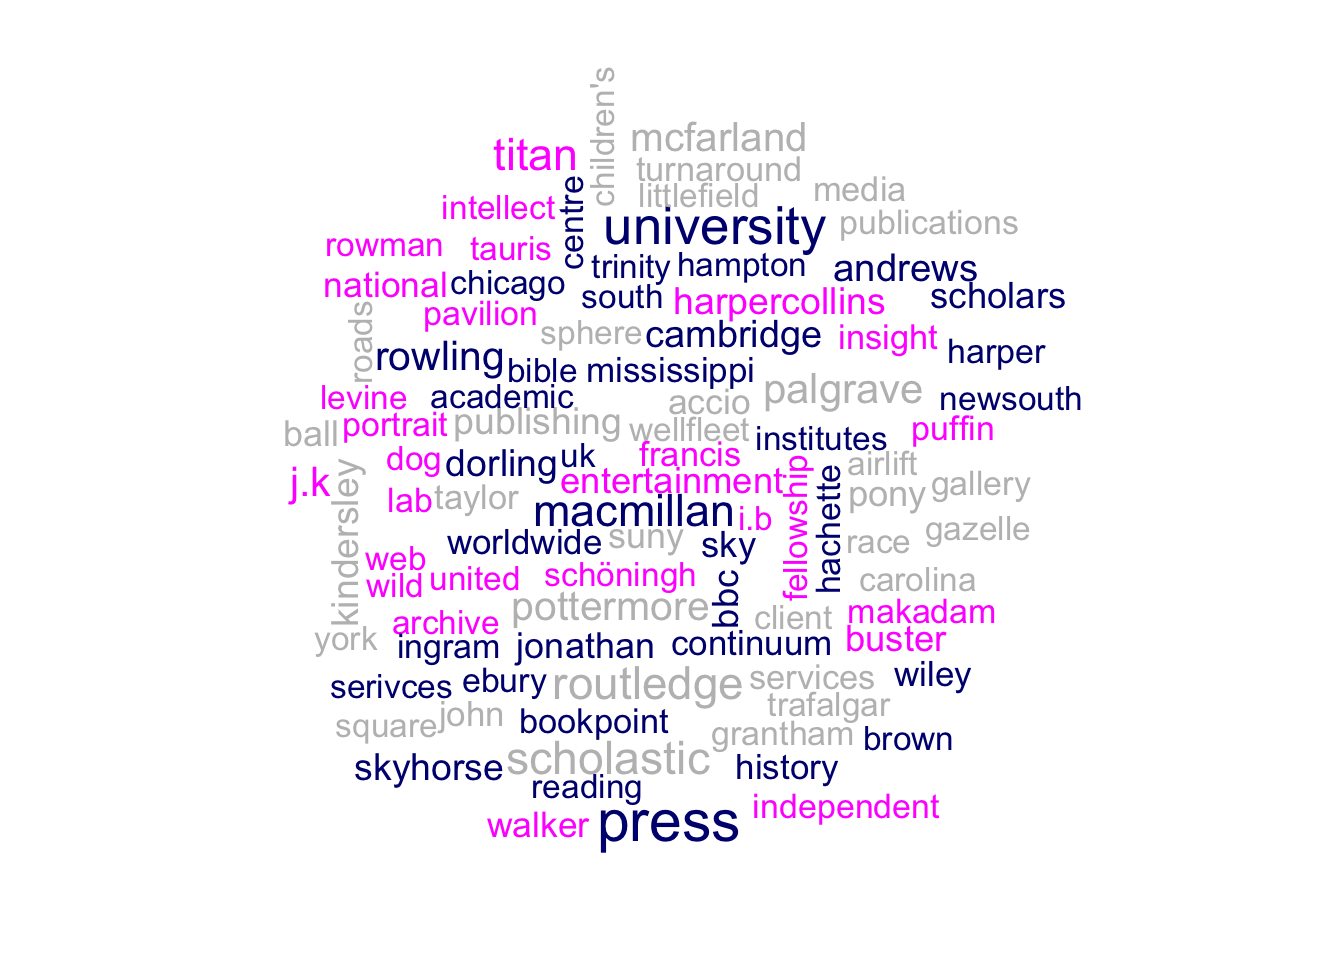 children's
mcfarland
titan
turnaround
littlefield
media
centre
intellect
university
publications
rowman
tauris
trinity
hampton
andrews
national
chicago
south
harpercollins
scholars
pavilion
roads
sphere
cambridge
insight
harper
rowling
bible
mississippi
palgrave
levine
academic
accio
newsouth
ball
portrait
publishing
wellfleet
institutes
puffin
dog
dorling
uk
francis
airlift
j.k
kindersley
entertainment
fellowship
hachette
gallery
lab
taylor
macmillan
i.b
pony
worldwide
suny
sky
race
gazelle
web
wild
united
schöningh
bbc
carolina
archive
pottermore
client
makadam
york
ingram
jonathan
continuum
buster
serivces
ebury
routledge
services
wiley
square
john
bookpoint
trafalgar
grantham
brown
skyhorse
scholastic
history
reading
walker
press
independent